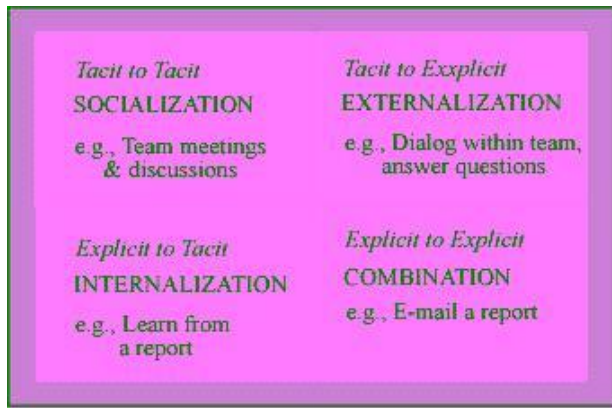 Tacit to Tacit
SOCIALIZATION
e.g., Team meetings
& discussions
Tacit to Exxplicit
EXTERNALIZATION
e.g., Dialog within team,
answer questions
Explicit to Tacit
INTERNALIZATION
e.g., Learn from
a report
Explicit to Explicit
COMBINATION
e.g., E-mail a report